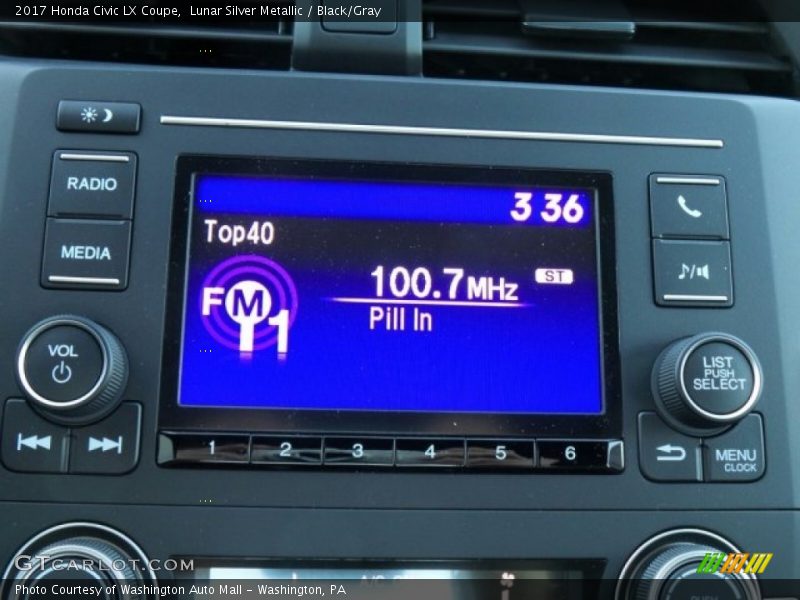 2017 Honda Civic LX Coupe,  Lunar Silver Metallic / Black/Gray
RADIO
MEDIA
VOL
3 36
Top40
FM1
100.7MHz
ST
Pill In
1 2 3 4 5 6
LIST
PUSH
SELECT
MENU
CLOCK
GTCARLOT.COM
Photo Courtesy of Washington Auto Mall - Washington, PA